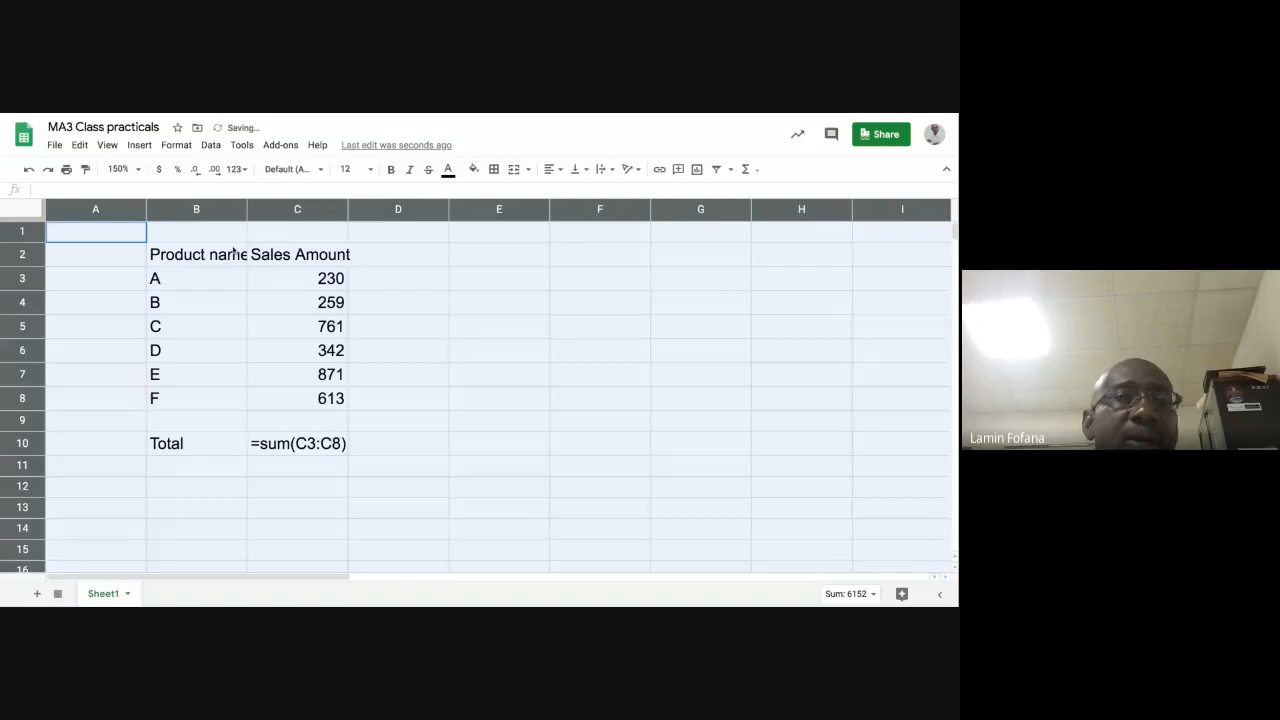 MA3 Class practicals
Saving...
File Edit View Insert Format Data Tools Add-ons Help Last edit was seconds ago
Share
150% $ % .0 .00 123 Default (A... 12 B I S A Σ
fx
A B C D E F G H I
1
2 Product name Sales Amount
3 A 230
4 B 259
5 C 761
6 D 342
7 E 871
8 F 613
9
10 Total =sum(C3:C8)
11
12
13
14
15
16
Sheet1
Sum: 6152
Lamin Fofana